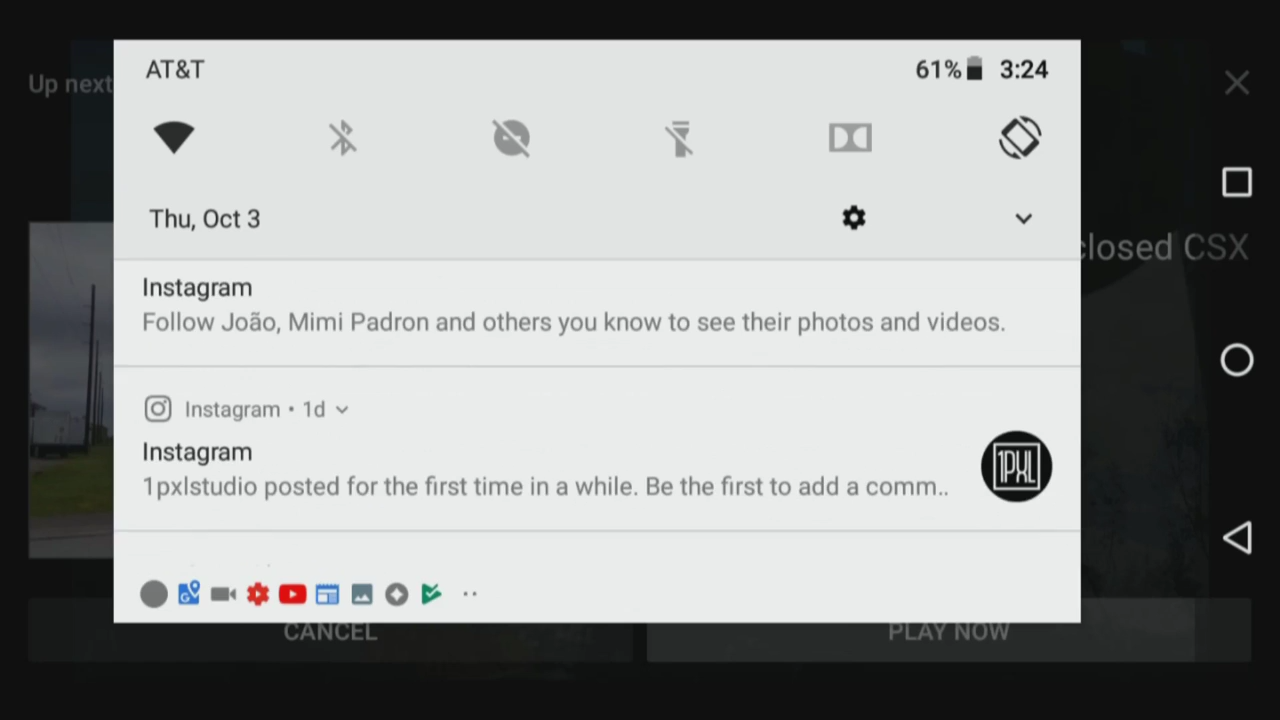 Up next
AT&T
61%
3:24
Thu, Oct 3
closed CSX
Instagram
Follow João, Mimi Padron and others you know to see their photos and videos.
Instagram • 1d
Instagram
1pxlstudio posted for the first time in a while. Be the first to add a comm..
1PXL
CANCEL
PLAY NOW